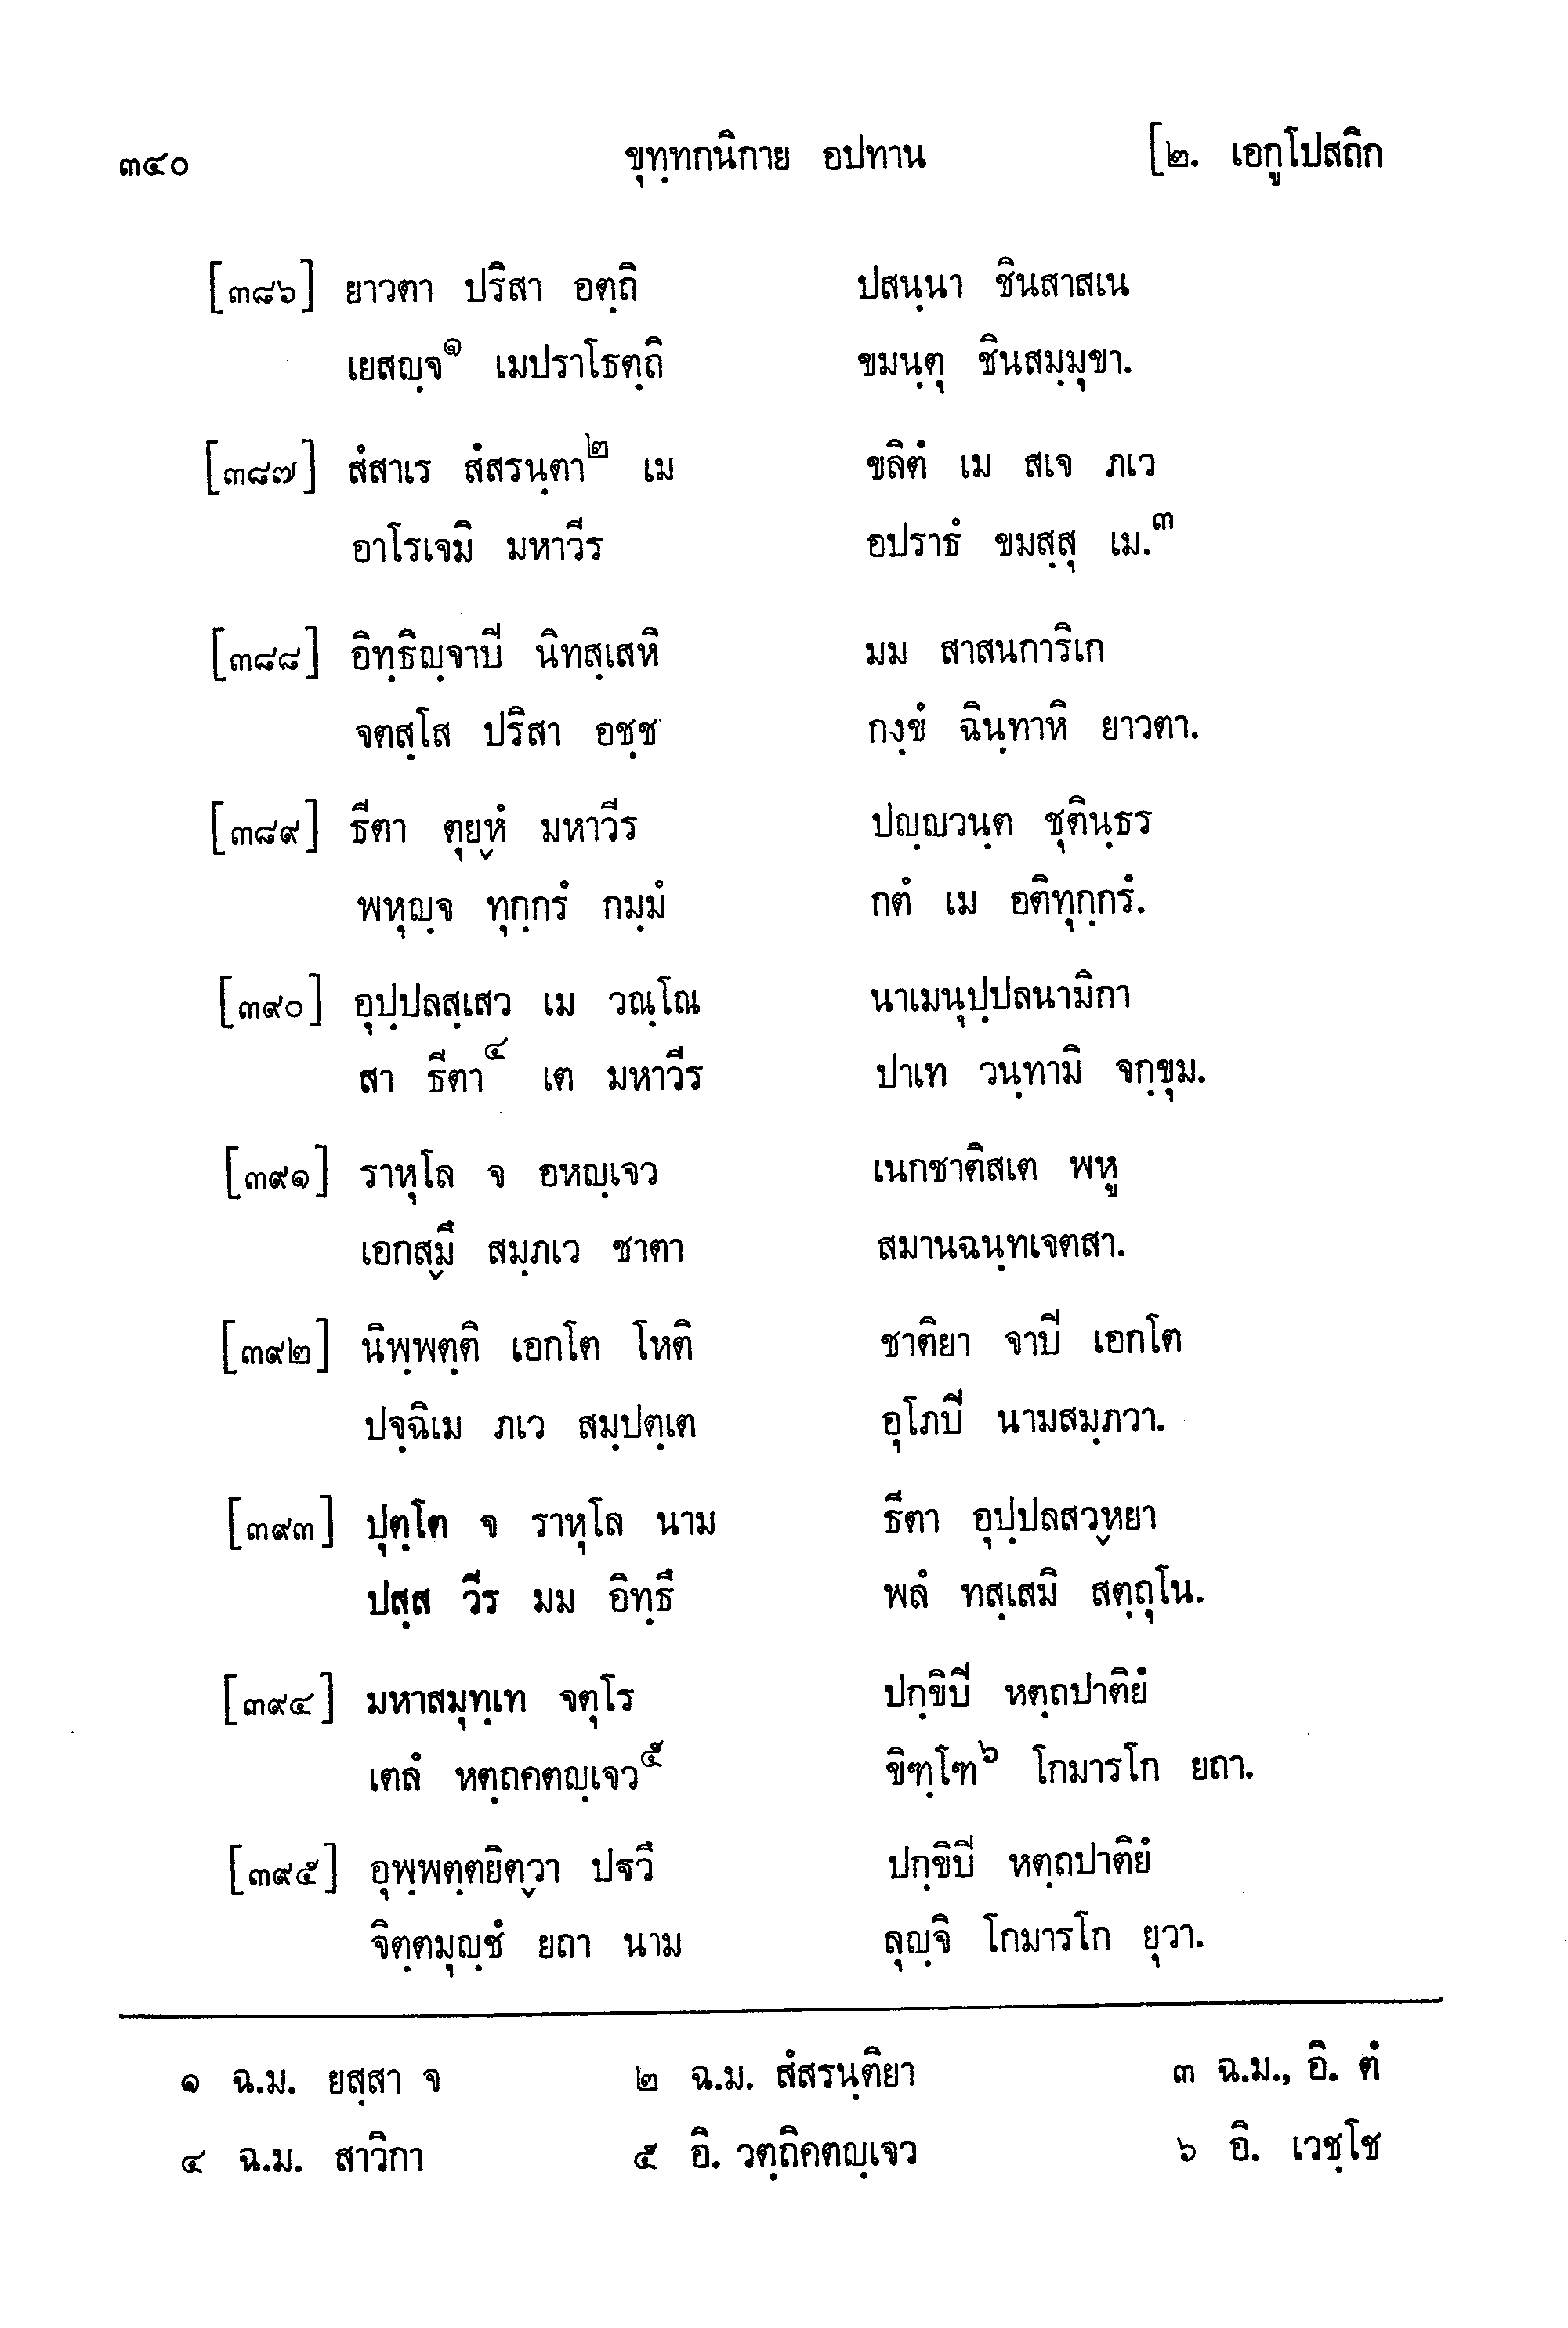 ๓๔๐ ขุทฺทกนิกาย อปทาน [๒. เอกูโปสถิก
[๓๘๖] ยาวตา ปริสา อตฺถิ ปสนฺนา ชินสาสเน
เยสญฺจ๑ เมปราโธตฺถิ ขมนฺตุ ชินสมฺมุขา.
[๓๘๗] สํสาเร สํสรนฺตา๒ เม ขลิตํ เม สเจ ภเว
อาโรเจมิ มหาวีร อปราธํ ขมสฺสุ เม.๓
[๓๘๘] อิทฺธิญฺจาปี นิทสฺเสหิ มม สาสนการิเก
จตสฺโส ปริสา อชฺช กงฺขํ ฉินฺทาหิ ยาวตา.
[๓๘๙] ธีตา ตุยฺหํ มหาวีร ปญฺญวนฺต ชุตินฺธร
พหุญฺจ ทุกฺกรํ กมฺมํ กตํ เม อติทุกฺกรํ.
[๓๙๐] อุปฺปลสฺเสว เม วณฺโณ นาเมนุปฺปลนามิกา
สา ธีตา๔ เต มหาวีร ปาเท วนฺทามิ จกฺขุม.
[๓๙๑] ราหุโล จ อหญฺเจว เนกชาติสเต พหู
เอกสฺมึ สมฺภเว ชาตา สมานฉนฺทเจตสา.
[๓๙๒] นิพฺพตฺติ เอกโต โหติ ชาติยา จาปี เอกโต
ปจฺฉิเม ภเว สมฺปตฺเต อุโภปี นามสมฺภวา.
[๓๙๓] ปุตฺโต จ ราหุโล นาม ธีตา อุปฺปลสวฺหยา
ปสฺส วีร มม อิทฺธึ พลํ ทสฺเสมิ สตฺถุโน.
[๓๙๔] มหาสมุทฺเท จตุโร ปกฺขิปี หตฺถปาติยํ
เตลํ หตฺถคตญฺเจว๕ ขิฑฺโฑ๖ โกมารโก ยถา.
[๓๙๕] อุพฺพตฺตยิตฺวา ปฐวึ ปกฺขิปี หตฺถปาติยํ
จิตฺตมุญฺชํ ยถา นาม ลุญฺจิ โกมารโก ยุวา.
๑ ฉ.ม. ยสฺสา จ ๒ ฉ.ม. สํสรนฺติยา ๓ ฉ.ม., อิ. ตํ
๔ ฉ.ม. สาวิกา ๕ อิ. วตฺถิคตญฺเจว ๖ อิ. เวชฺโช